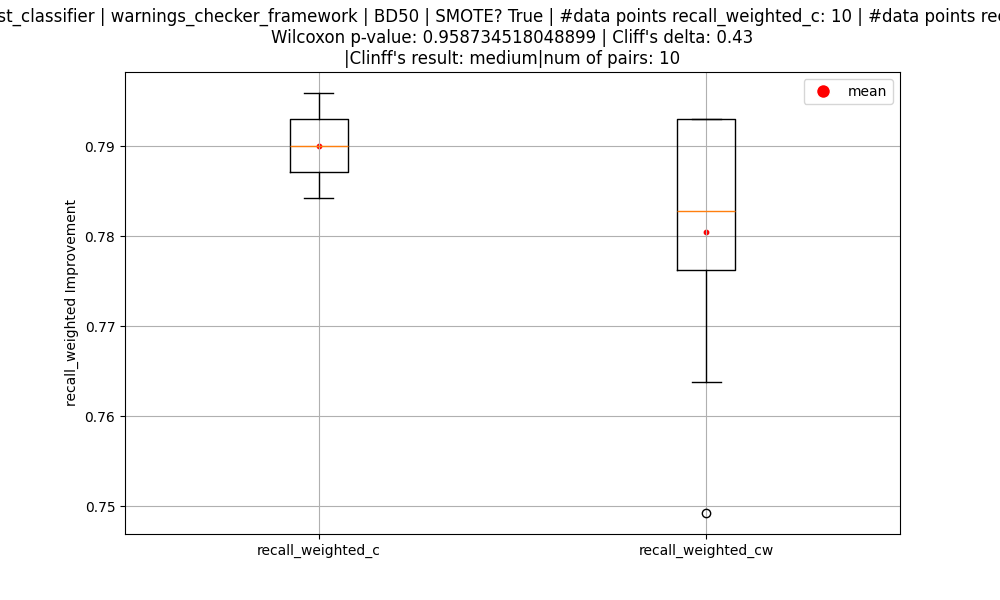 st_classifier | warnings_checker_framework | BD50 | SMOTE? True | #data points recall_weighted_c: 10 | #data points rec
Wilcoxon p-value: 0.958734518048899 | Cliff's delta: 0.43
|Clinff's result: medium|num of pairs: 10
mean
0.79
0.78
0.77
0.76
0.75
recall_weighted Improvement
recall_weighted_c
recall_weighted_cw